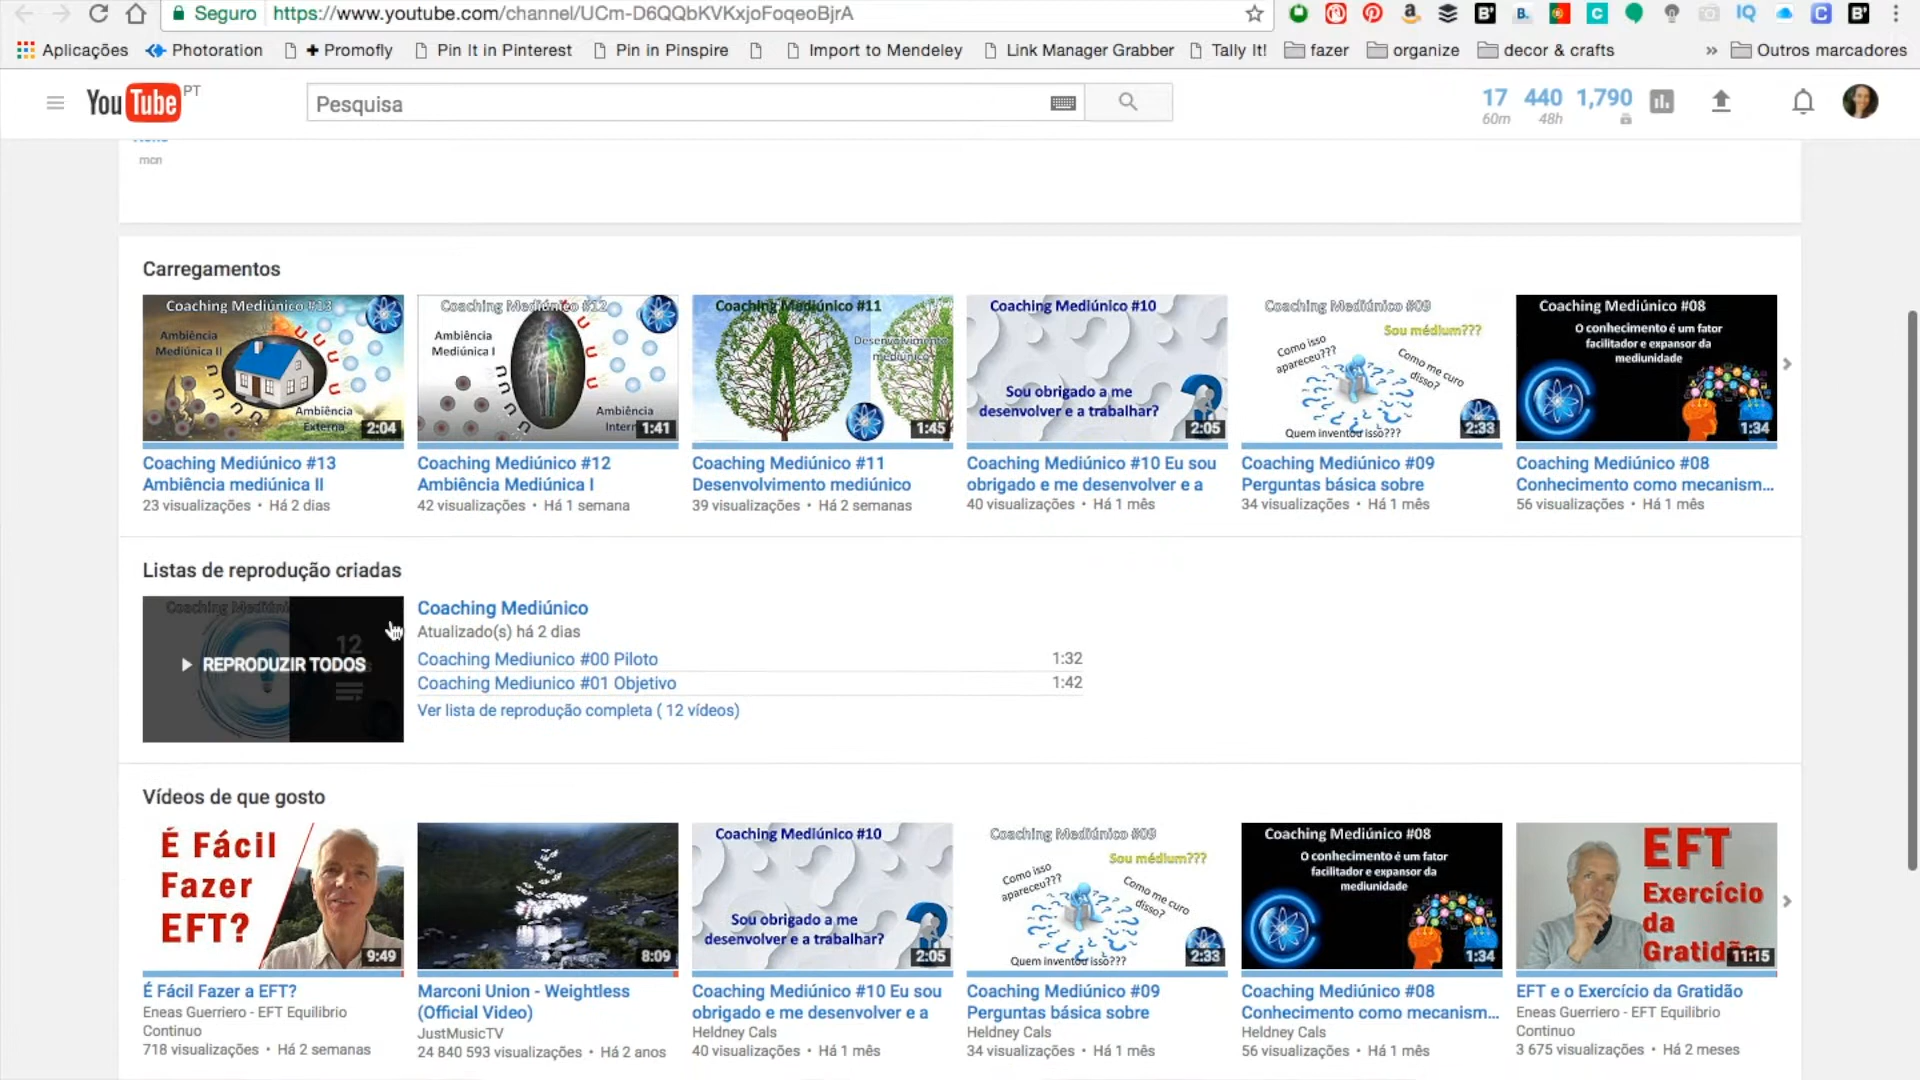 Seguro https://www.youtube.com/channel/UCm-D6QQbKVKxjoFoqeoBjrA
Aplicações Photoration + Promofly Pin It in Pinterest Pin in Pinspire Import to Mendeley Link Manager Grabber Tally It! fazer organize decor & crafts » Outros marcadores
YouTube PT Pesquisa 17 440 1,790
60m 48h
mcn
Carregamentos
Coaching Mediúnico #13 Coaching Mediúnico #12 Coaching Mediúnico #11 Coaching Mediúnico #10 Coaching Mediúnico #09 Coaching Mediúnico #08
Ambiência
Mediúnica II
Ambiência
Externa 2:04
Ambiência
Mediúnica I
Ambiência
1:41
Desenvolvimento
mediúnico
1:45
Sou obrigado a me
desenvolver e a trabalhar?
2:05
Sou médium???
Como isso
apareceu???
Como me curo
disso?
Quem inventou isso???
2:33
O conhecimento é um fator
facilitador e expansor da
mediunidade
1:34
Coaching Mediúnico #13
Ambiência mediúnica II
23 visualizações • Há 2 dias
Coaching Mediúnico #12
Ambiência Mediúnica I
42 visualizações • Há 1 semana
Coaching Mediúnico #11
Desenvolvimento mediúnico
39 visualizações • Há 2 semanas
Coaching Mediúnico #10 Eu sou
obrigado e me desenvolver e a
40 visualizações • Há 1 mês
Coaching Mediúnico #09
Perguntas básica sobre
34 visualizações • Há 1 mês
Coaching Mediúnico #08
Conhecimento como mecanism...
56 visualizações • Há 1 mês
Listas de reprodução criadas
12
REPRODUZIR TODOS
Coaching Mediúnico
Atualizado(s) há 2 dias
Coaching Mediunico #00 Piloto 1:32
Coaching Mediunico #01 Objetivo 1:42
Ver lista de reprodução completa ( 12 vídeos)
Vídeos de que gosto
É Fácil
Fazer
EFT?
9:49
8:09
Coaching Mediúnico #10
Sou obrigado a me
desenvolver e a trabalhar?
2:05
Coaching Mediúnico #09
Sou médium???
Como isso
apareceu???
Como me curo
disso?
Quem inventou isso???
2:33
Coaching Mediúnico #08
O conhecimento é um fator
facilitador e expansor da
mediunidade
1:34
EFT
Exercício
da
Gratidão 11:15
É Fácil Fazer a EFT?
Eneas Guerriero - EFT Equilibrio
Continuo
718 visualizações • Há 2 semanas
Marconi Union - Weightless
(Official Video)
JustMusicTV
24 840 593 visualizações • Há 2 anos
Coaching Mediúnico #10 Eu sou
obrigado e me desenvolver e a
Heldney Cals
40 visualizações • Há 1 mês
Coaching Mediúnico #09
Perguntas básica sobre
Heldney Cals
34 visualizações • Há 1 mês
Coaching Mediúnico #08
Conhecimento como mecanism...
Heldney Cals
56 visualizações • Há 1 mês
EFT e o Exercício da Gratidão
Eneas Guerriero - EFT Equilibrio
Continuo
3 675 visualizações • Há 2 meses